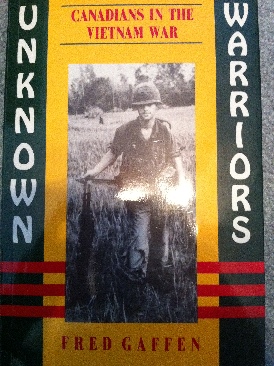 UNKNOWN
WARRIORS
CANADIANS IN THE
VIETNAM WAR
FRED GAFFEN